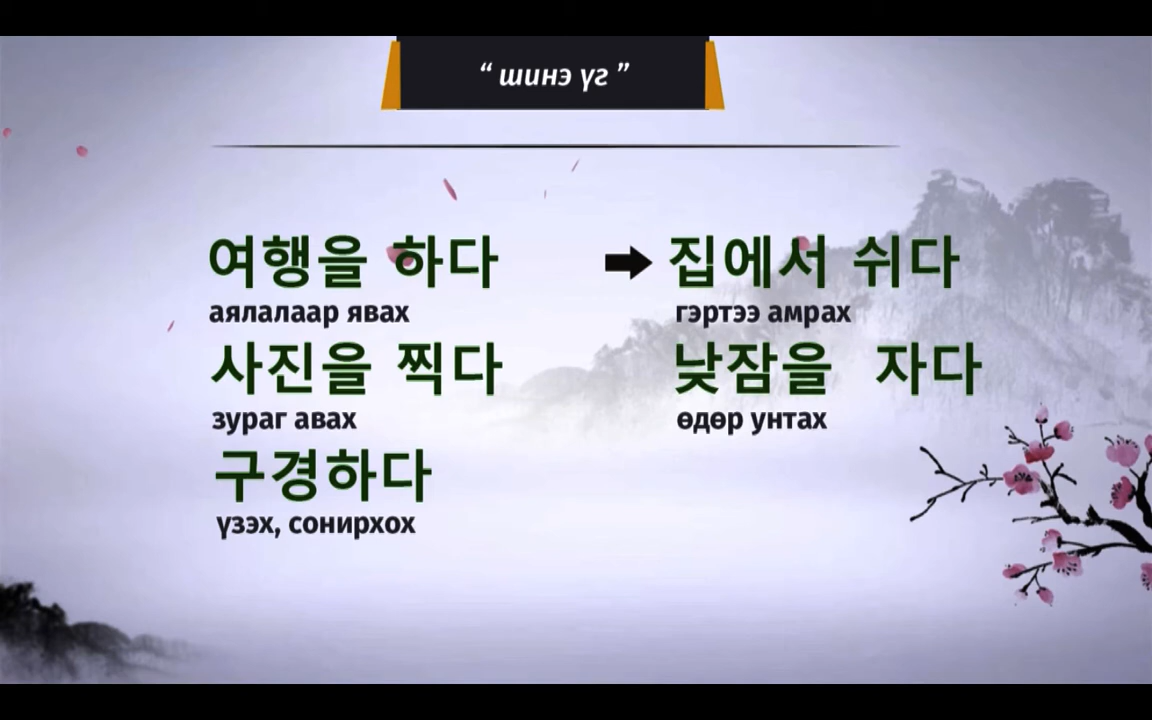 “ шинэ үг ”
여행을 하다
аялалаар явах
사진을 찍다
зураг авах
구경하다
үзэх, сонирхох
➡ 집에서 쉬다
гэртээ амрах
낮잠을 자다
өдөр унтах